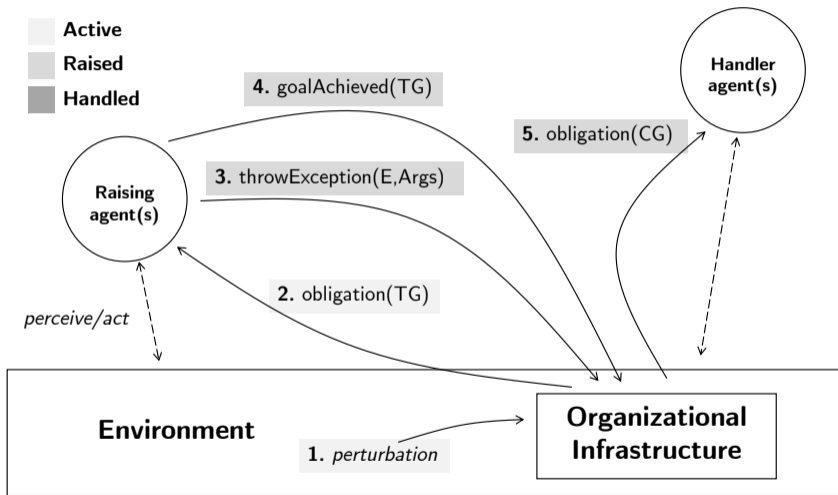 Active
Raised
Handled
4. goalAchieved(TG)
Handler
agent(s)
5. obligation(CG)
3. throwException(E,Args)
Raising
agent(s)
2. obligation(TG)
perceive/act
Environment
Organizational
Infrastructure
1. perturbation